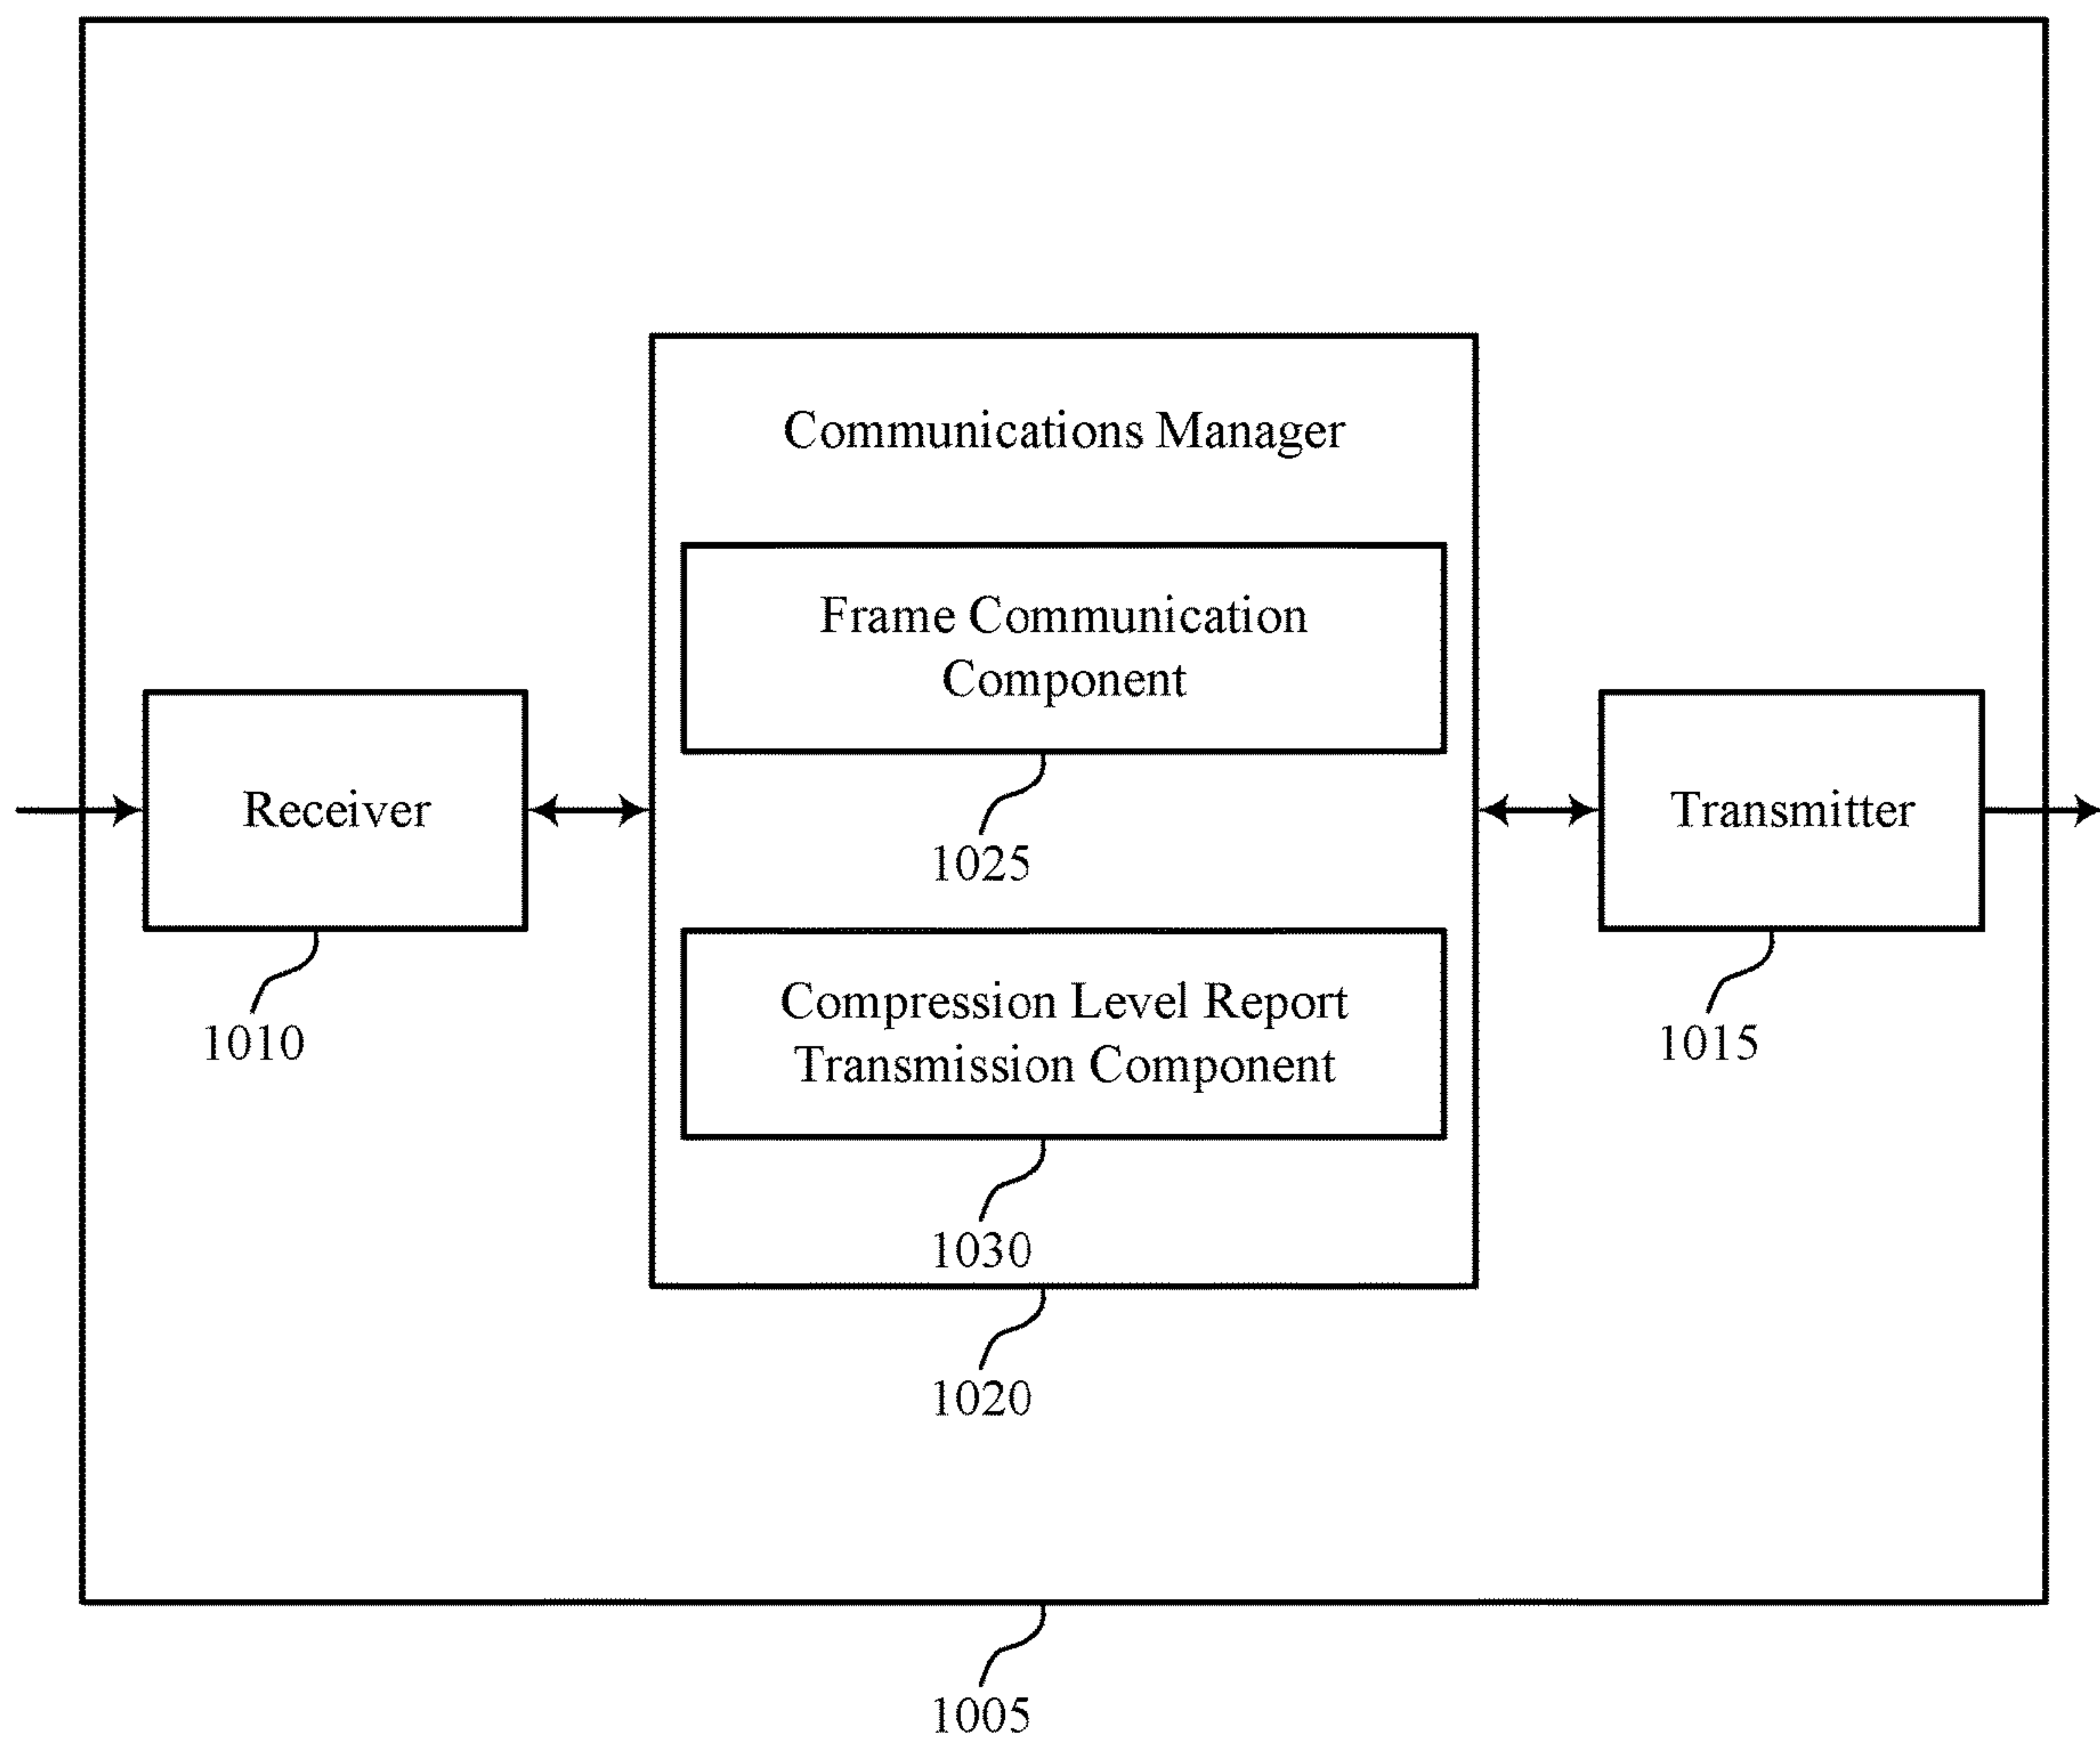 Communications Manager
Frame Communication
Component
1025
Receiver
1010
Transmitter
1015
Compression Level Report
Transmission Component
1030
1020
1005